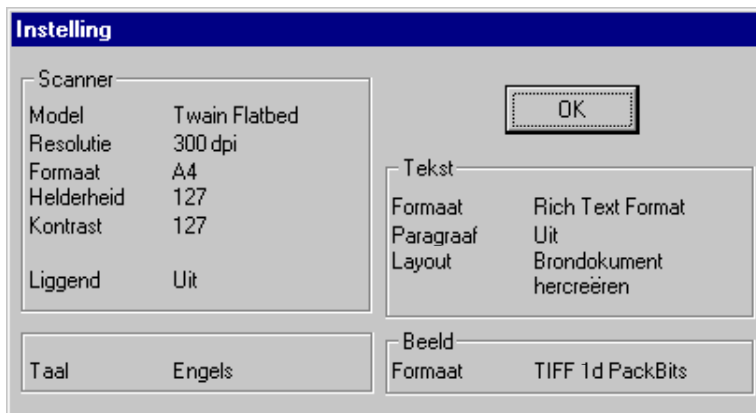 Instelling
Scanner
Model Twain Flatbed
Resolutie 300 dpi
Formaat A4
Helderheid 127
Kontrast 127
Liggend Uit
Taal Engels
OK
Tekst
Formaat Rich Text Format
Paragraaf Uit
Layout Brondokument
hercreëren
Beeld
Formaat TIFF 1d PackBits